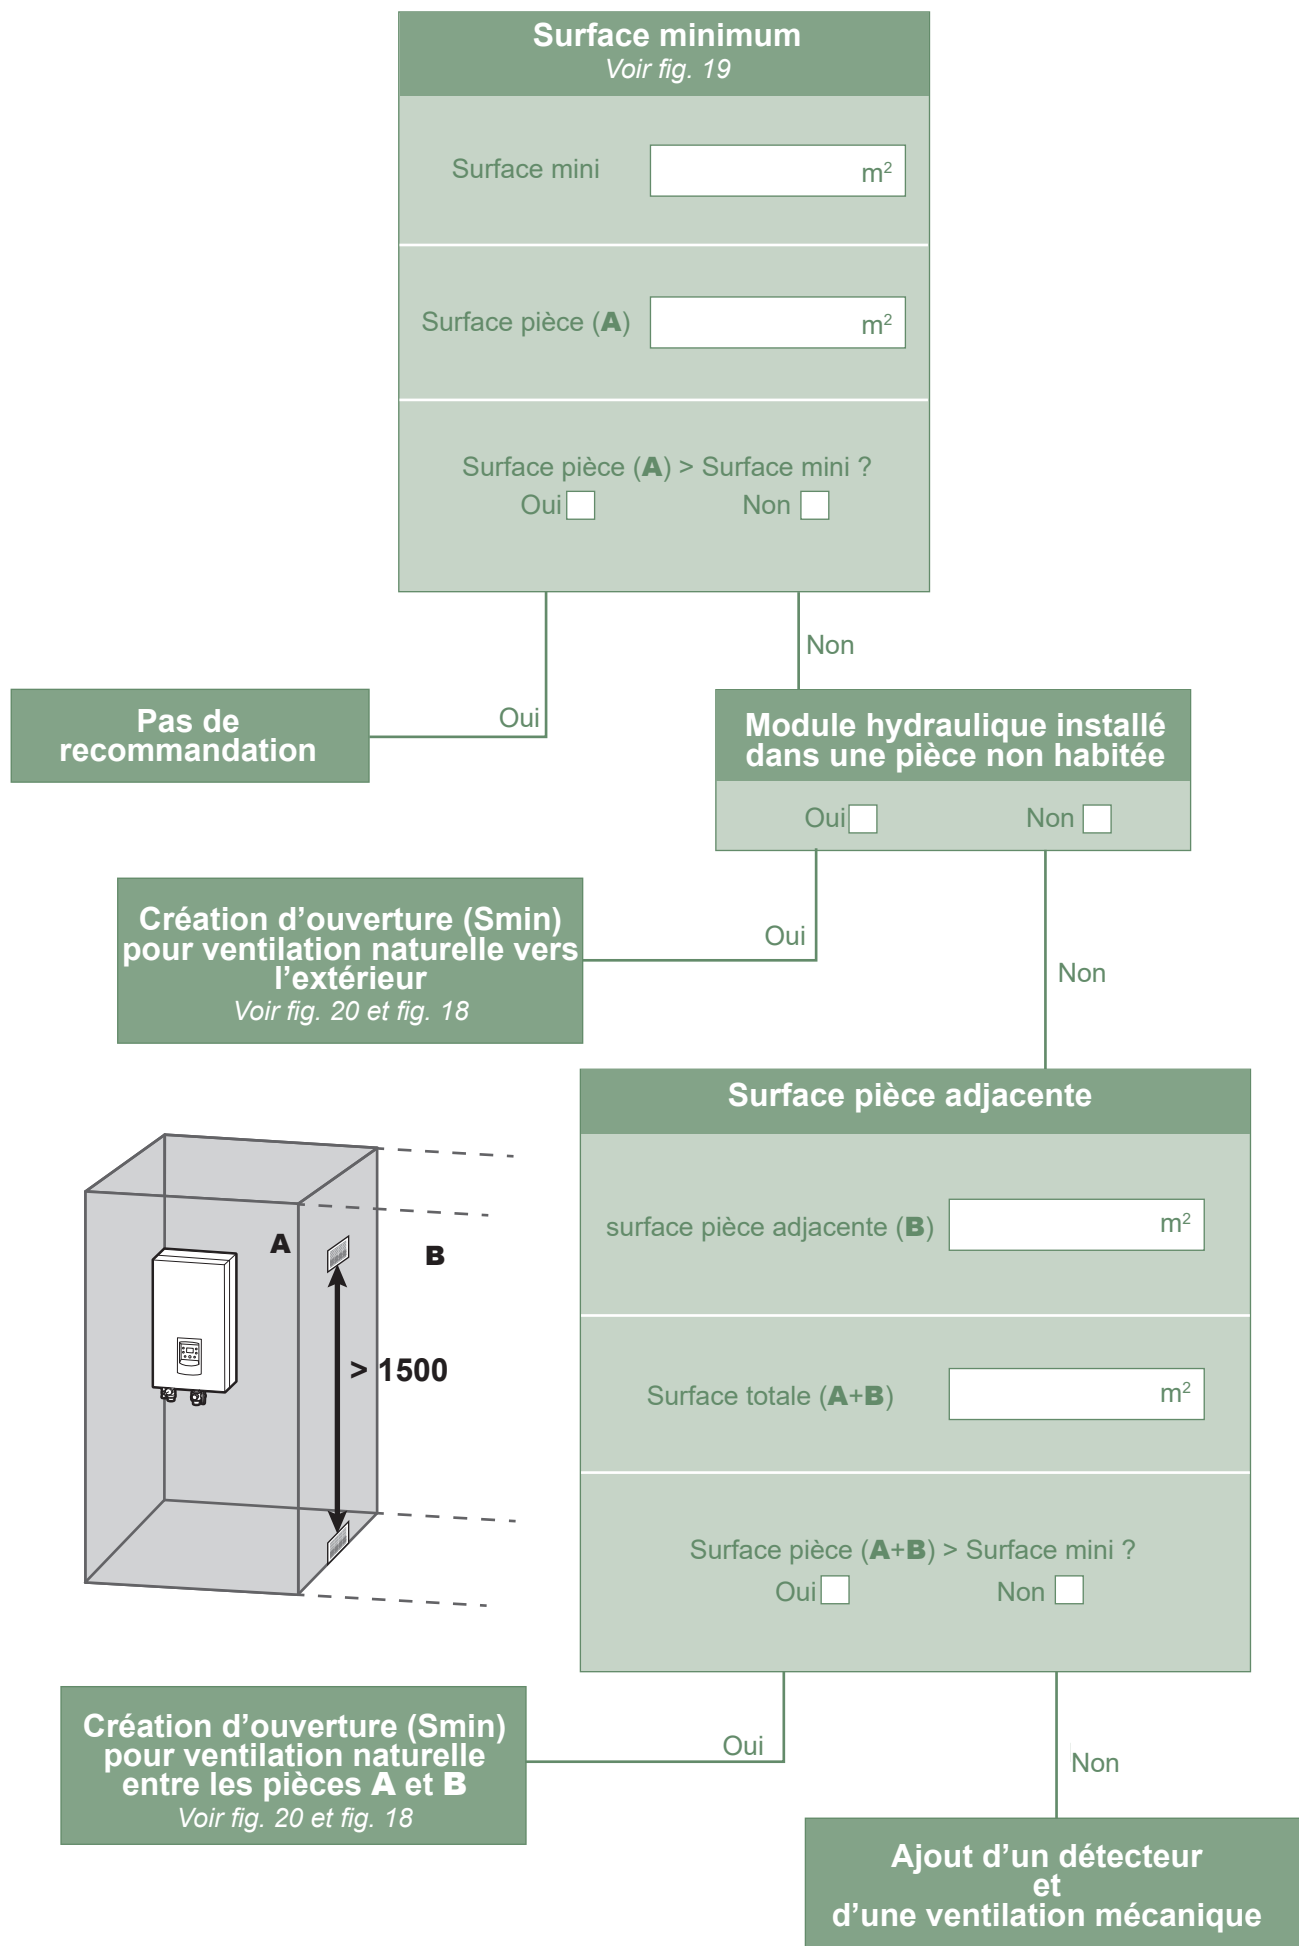 Surface minimum
Voir fig. 19
Surface mini
m²
Surface pièce (A)
m²
Surface pièce (A) > Surface mini ?
Oui Non
Non
Oui
Pas de
recommandation
Module hydraulique installé
dans une pièce non habitée
Oui Non
Oui
Non
Création d’ouverture (Smin)
pour ventilation naturelle vers
l’extérieur
Voir fig. 20 et fig. 18
Surface pièce adjacente
surface pièce adjacente (B)
m²
Surface totale (A+B)
m²
Surface pièce (A+B) > Surface mini ?
Oui Non
A
B
> 1500
Oui
Non
Création d’ouverture (Smin)
pour ventilation naturelle
entre les pièces A et B
Voir fig. 20 et fig. 18
Ajout d’un détecteur
et
d’une ventilation mécanique